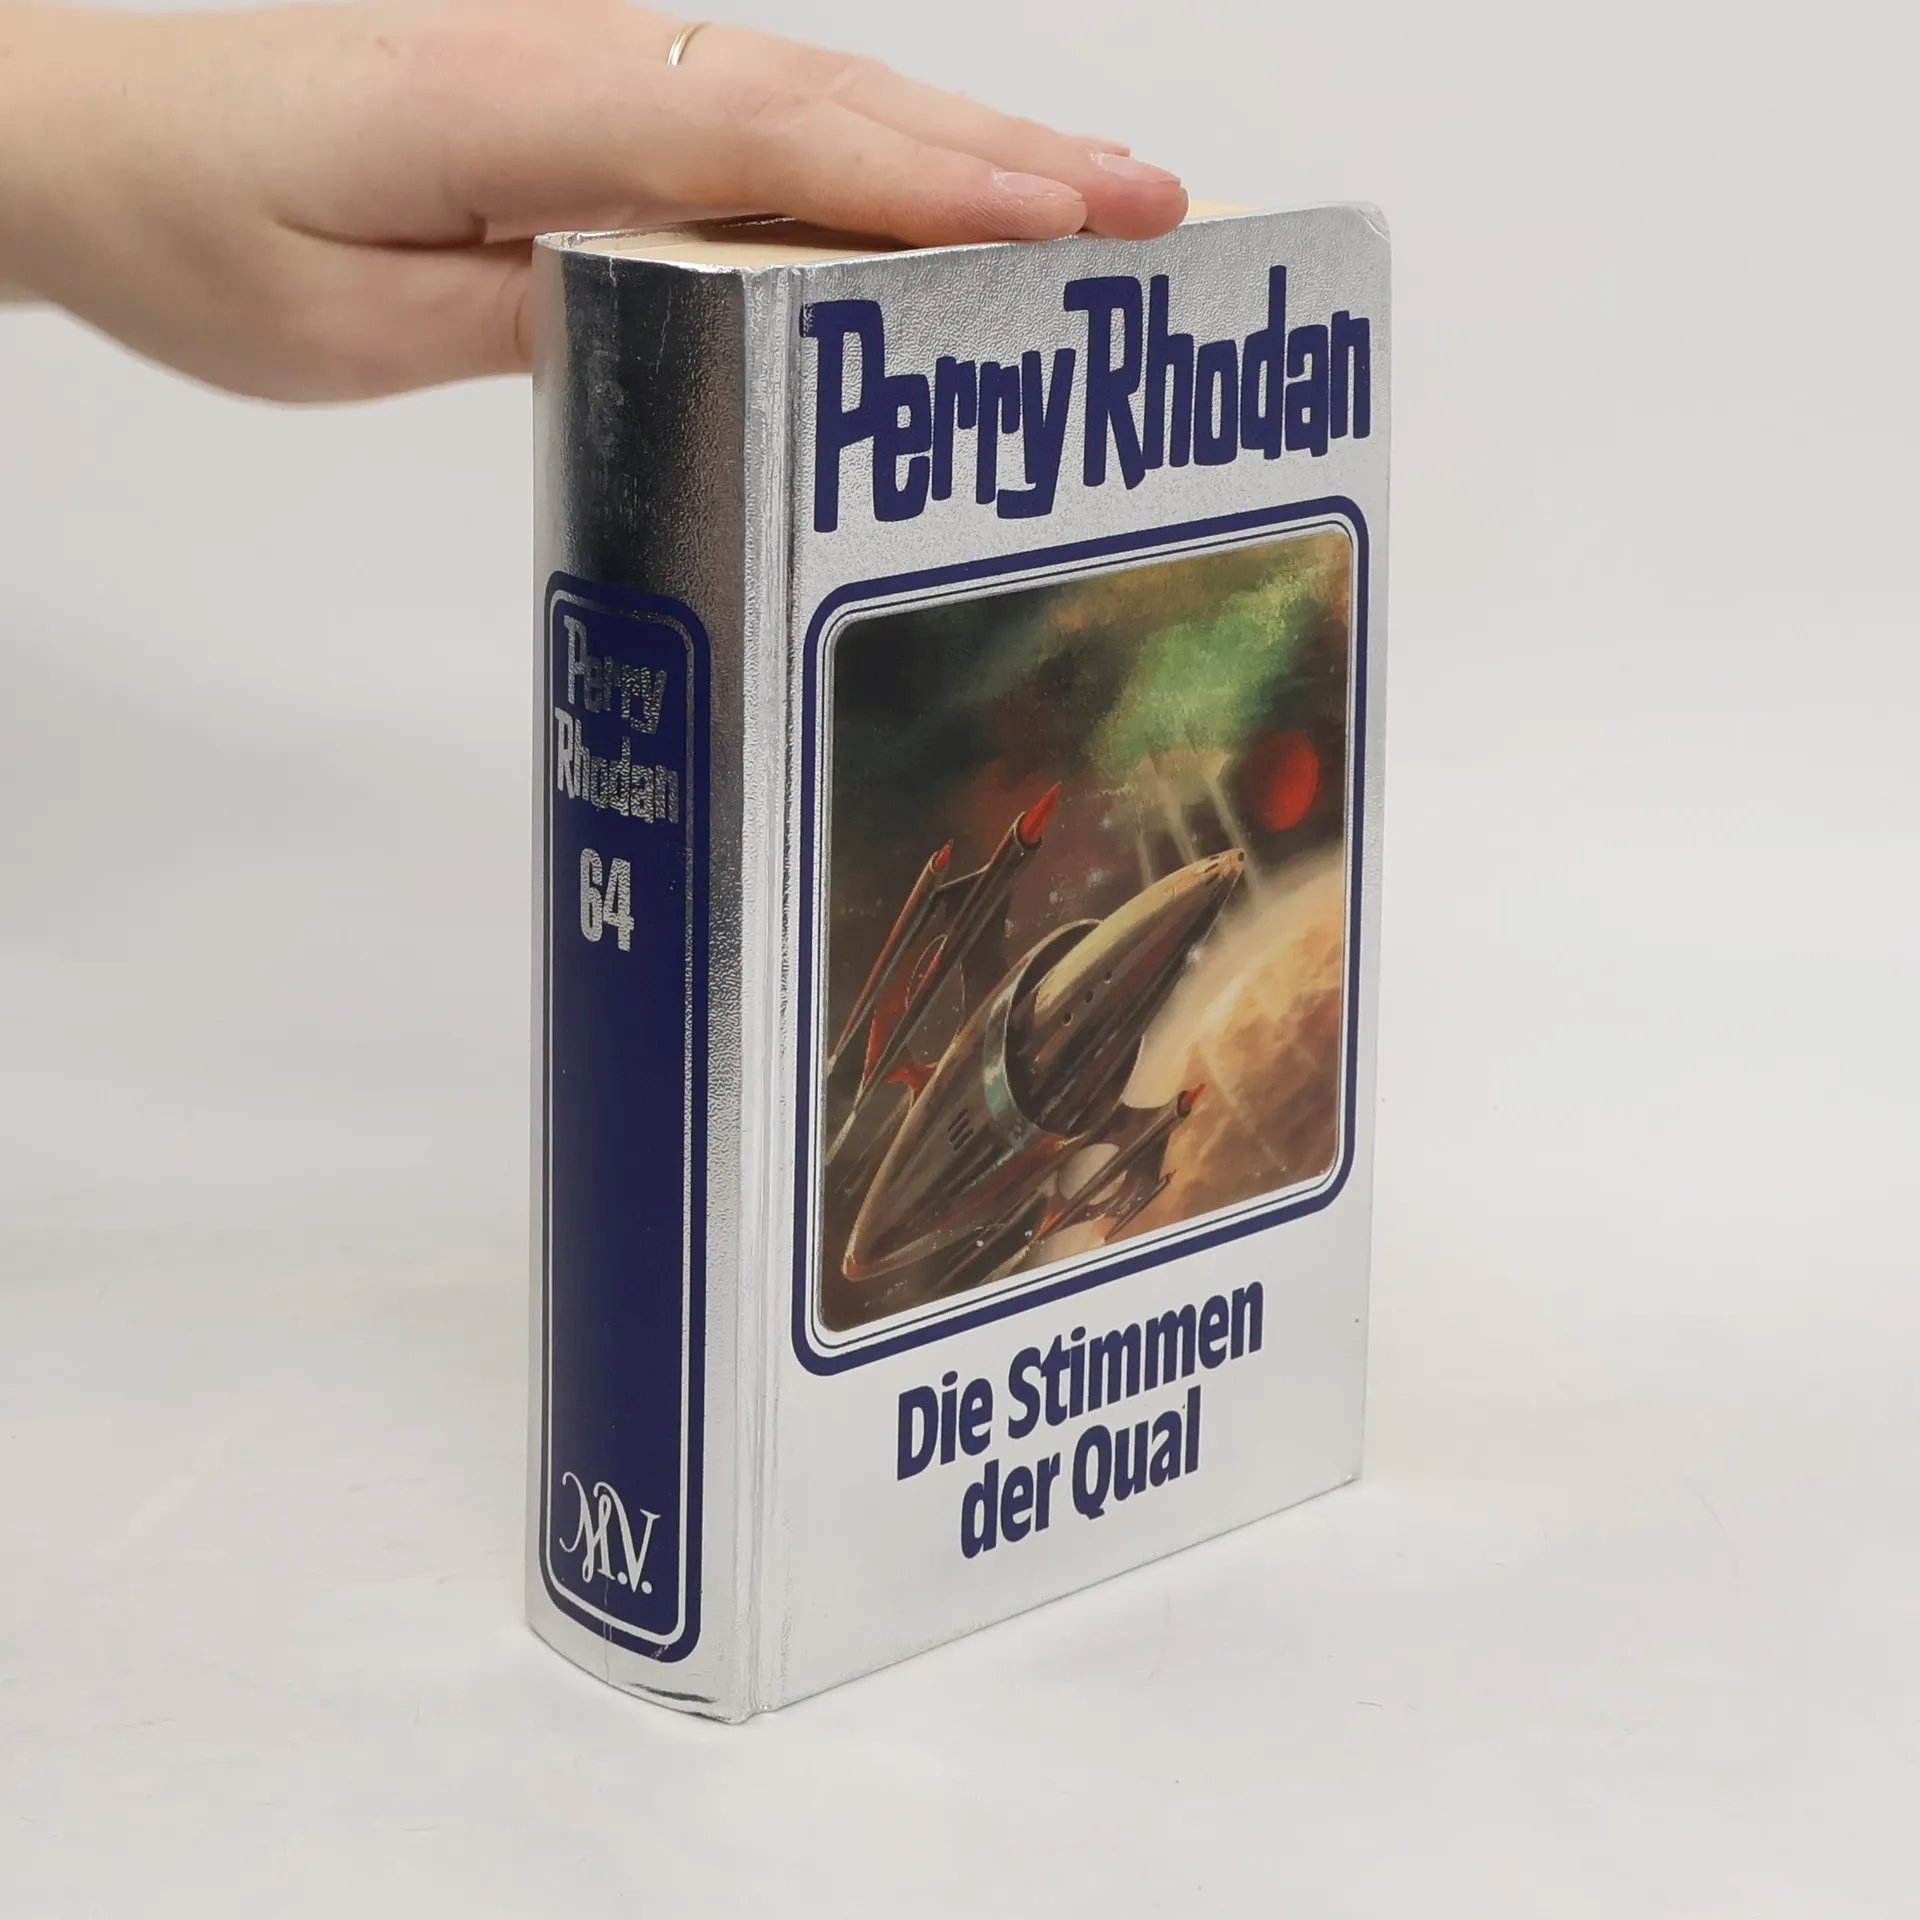 Perry Rhodan
Die Stimmen
der Qual
Perry
Rhodan
64
M.V.